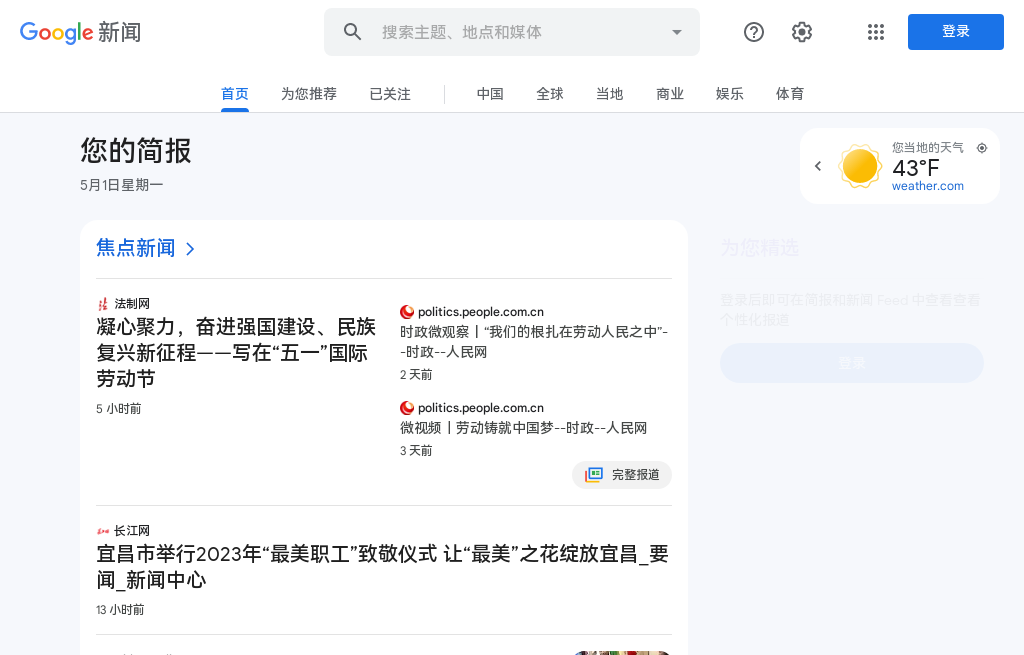 Google 新闻
搜索主题、地点和媒体
登录
首页
为您推荐
已关注
中国
全球
当地
商业
娱乐
体育
您的简报
5月1日星期一
您当地的天气
43°F
weather.com
焦点新闻
法制网
凝心聚力，奋进强国建设、民族
复兴新征程——写在“五一”国际
劳动节
5 小时前
politics.people.com.cn
时政微观察丨“我们的根扎在劳动人民之中”-
-时政--人民网
2 天前
politics.people.com.cn
微视频丨劳动铸就中国梦--时政--人民网
3 天前
完整报道
为您精选
登录后即可在简报和新闻 Feed 中查看查看
个性化报道
登录
长江网
宜昌市举行2023年“最美职工”致敬仪式 让“最美”之花绽放宜昌_要
闻_新闻中心
13 小时前